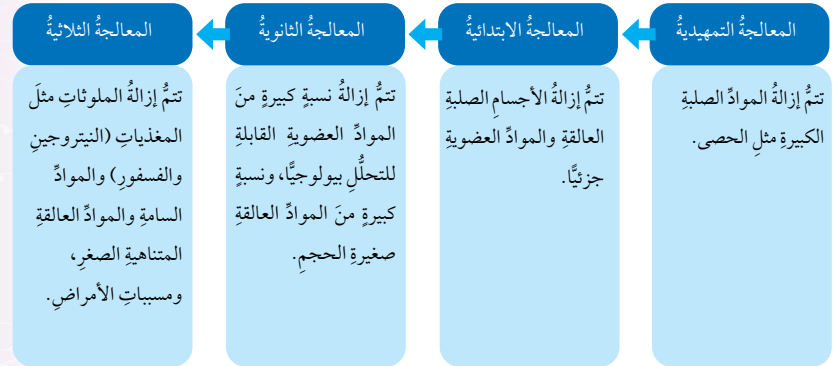 المعالجةُ التمهيديةُ
تتمُّ إزالةُ الموادِّ الصلبةِ
الكبيرةِ مثلِ الحصى.
المعالجةُ الابتدائيةُ
تتمُّ إزالةُ الأجسامِ الصلبةِ
العالقةِ والموادِّ العضويةِ
جزئيًّا.
المعالجةُ الثانويةُ
تتمُّ إزالةُ نسبةٍ كبيرةٍ منَ
الموادِّ العضويةِ القابلةِ
للتحلُّلِ بيولوجيًّا، ونسبةٍ
كبيرةٍ منَ الموادِّ العالقةِ
صغيرةِ الحجمِ.
المعالجةُ الثلاثيةُ
تتمُّ إزالةُ الملوثاتِ مثلَ
المغذياتِ (النيتروجينِ
والفسفورِ) والموادِّ
السامةِ والموادِّ العالقةِ
المتناهيةِ الصغرِ،
ومسبباتِ الأمراضِ.